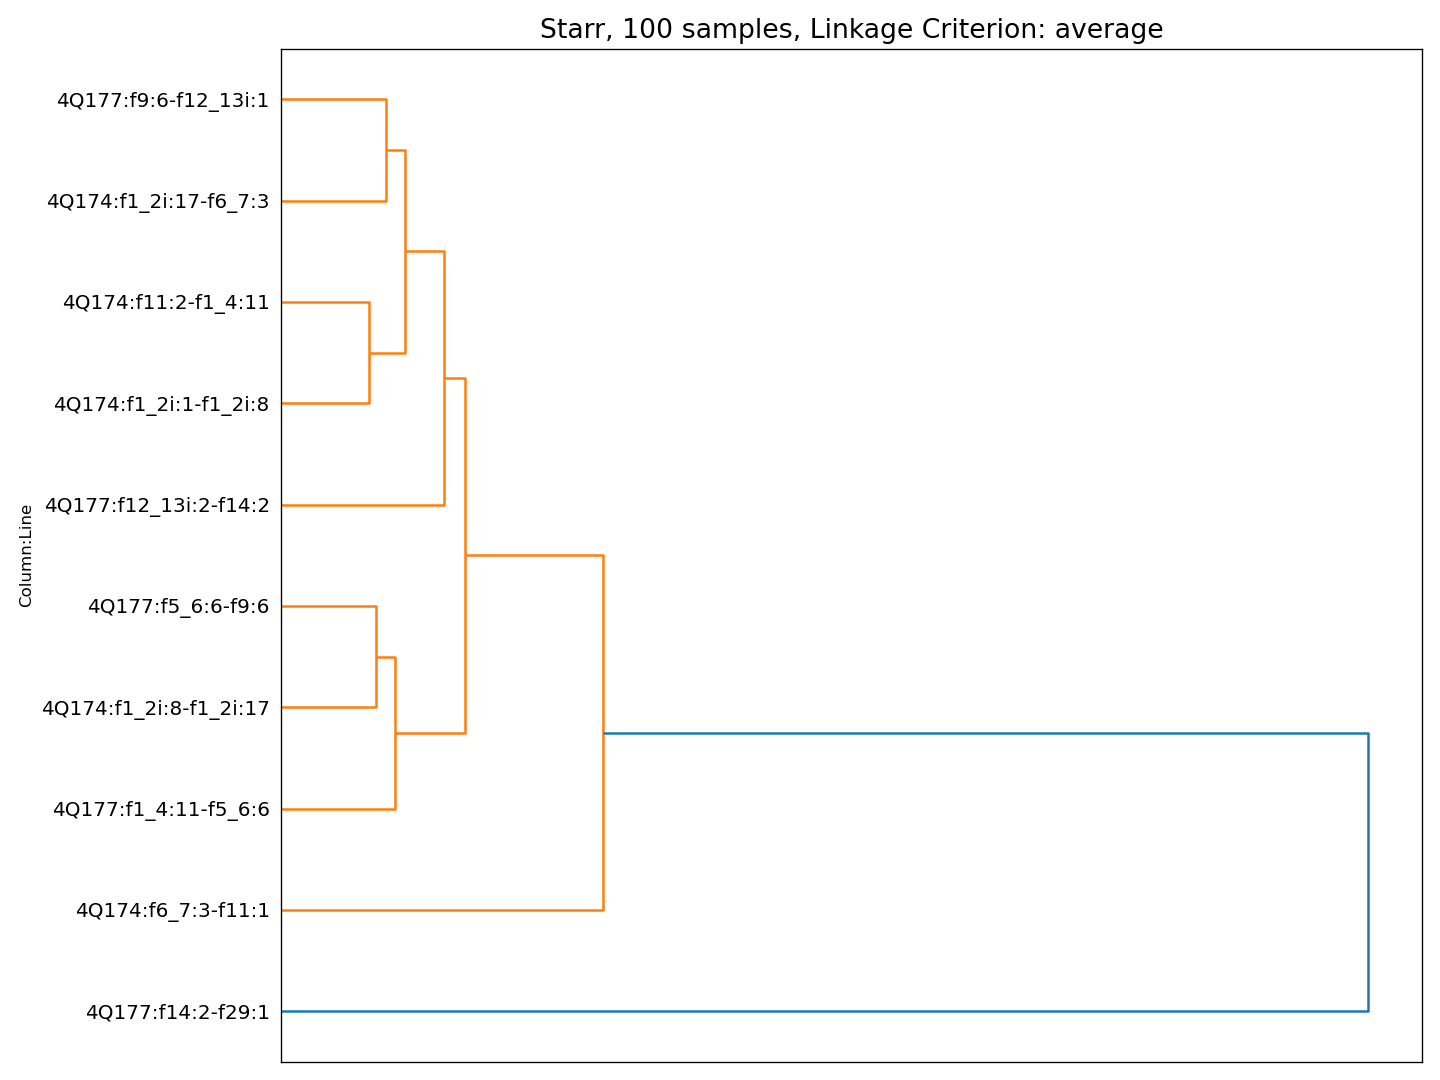 Starr, 100 samples, Linkage Criterion: average
4Q177:f9:6-f12_13i:1
4Q174:f1_2i:17-f6_7:3
4Q174:f11:2-f1_4:11
4Q174:f1_2i:1-f1_2i:8
4Q177:f12_13i:2-f14:2
4Q177:f5_6:6-f9:6
4Q174:f1_2i:8-f1_2i:17
4Q177:f1_4:11-f5_6:6
4Q174:f6_7:3-f11:1
4Q177:f14:2-f29:1
Column:Line